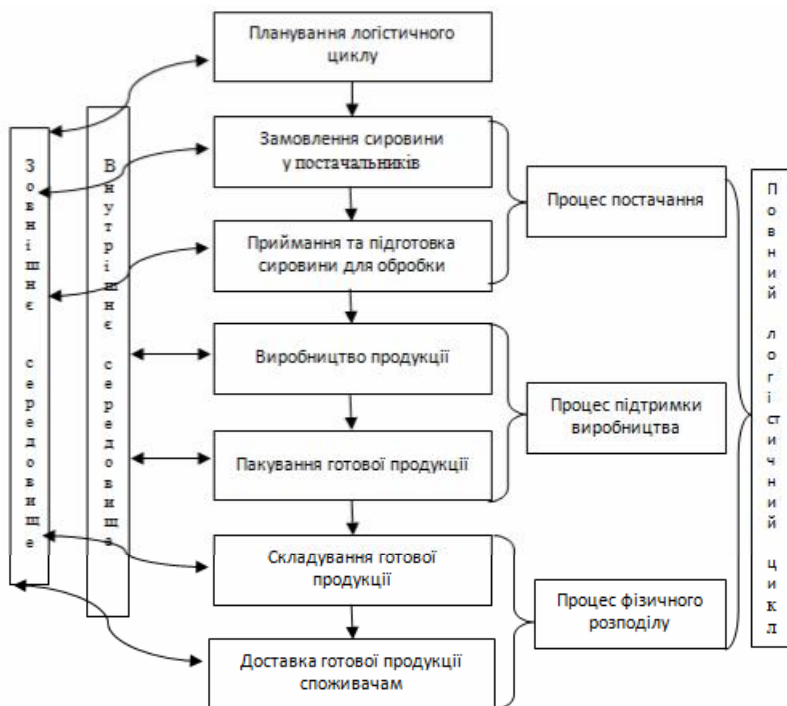 Планування логістичного
циклу
Замовлення сировини
у постачальників
Приймання та підготовка
сировини для обробки
Виробництво продукції
Пакування готової продукції
Складування готової
продукції
Доставка готової продукції
споживачам
Зовнішнє середовище
Внутрішнє середовище
Процес постачання
Процес підтримки
виробництва
Процес фізичного
розподілу
Повний логістичний цикл